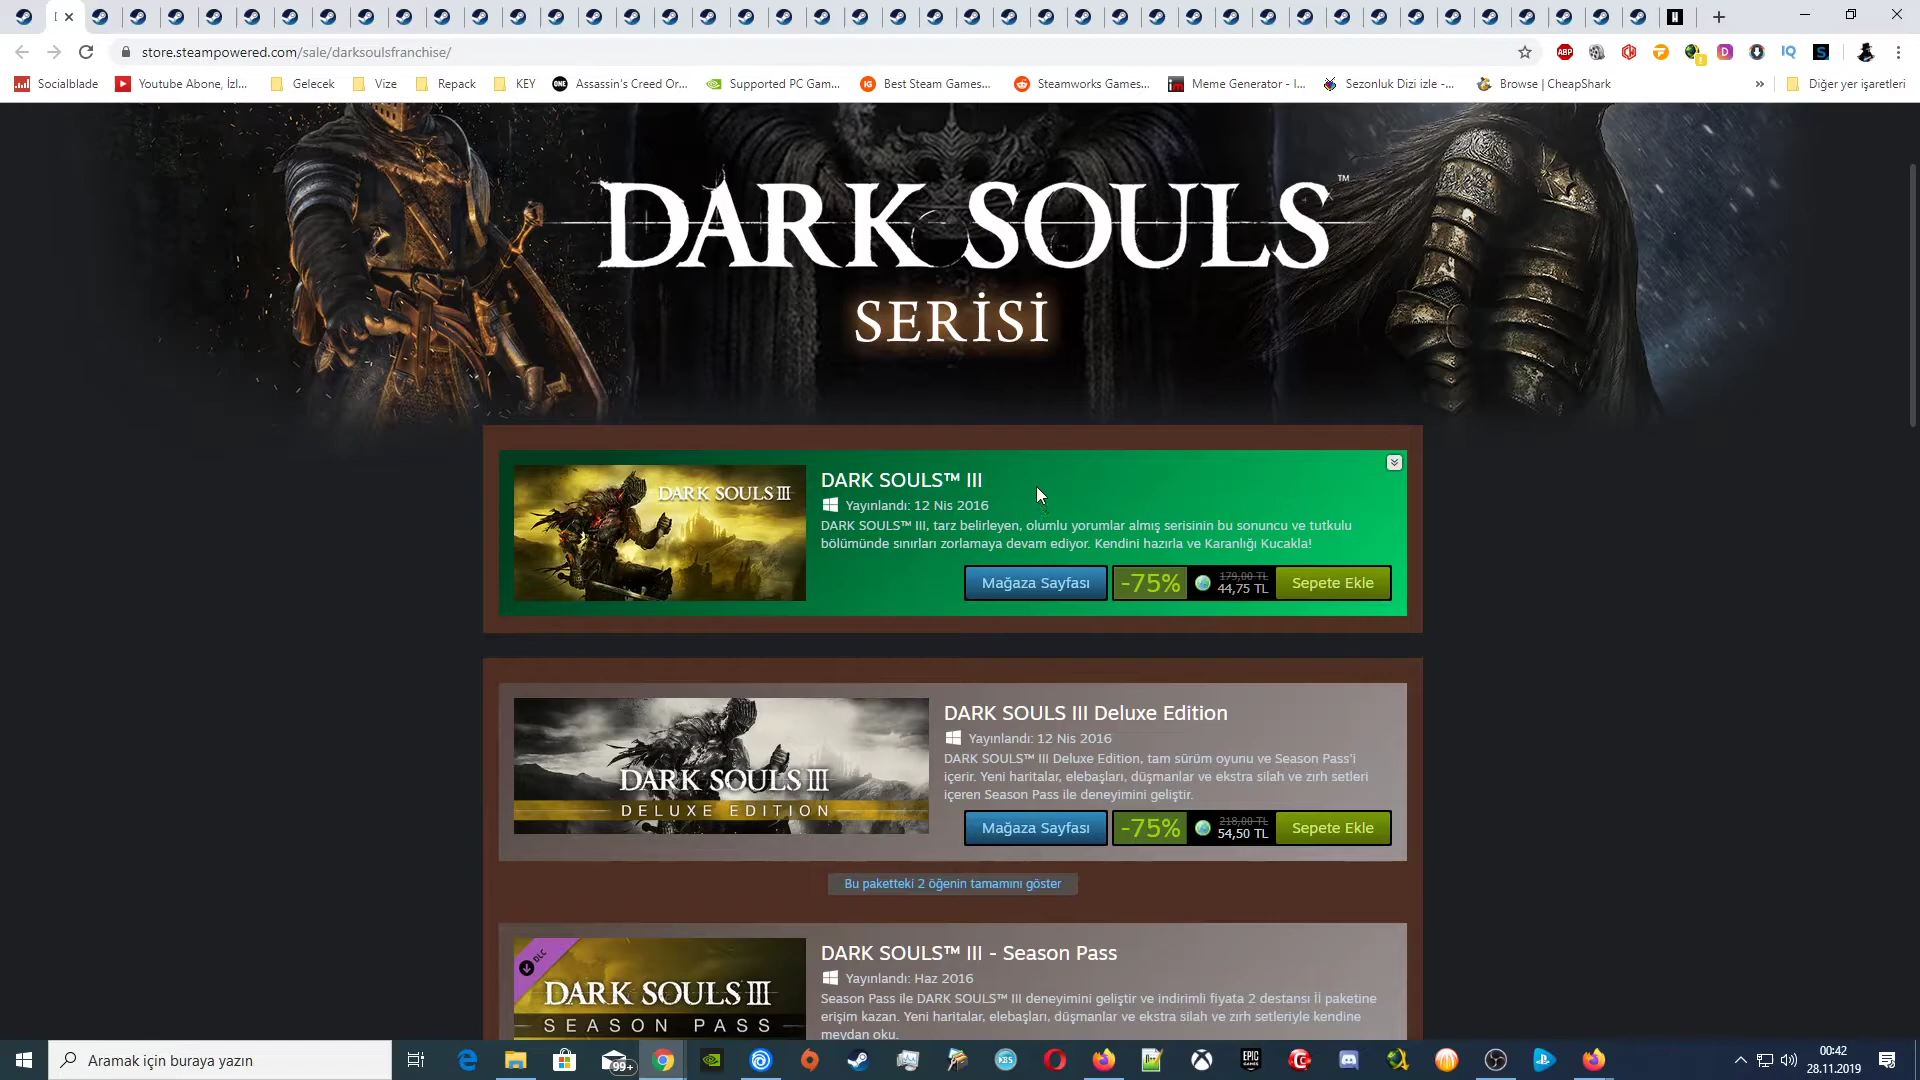 store.steampowered.com/sale/darksoulsfranchise/
Socialblade
Youtube Abone, İzl...
Gelecek
Vize
Repack
KEY
Assassin's Creed Or...
Supported PC Gam...
Best Steam Games...
Steamworks Games...
Meme Generator - I...
Sezonluk Dizi izle -...
Browse | CheapShark
»
Diğer yer işaretleri
DARK SOULS™
SERİSİ
DARK SOULS III
DARK SOULS™ III
Yayınlandı: 12 Nis 2016
DARK SOULS™ III, tarz belirleyen, olumlu yorumlar almış serisinin bu sonuncu ve tutkulu
bölümünde sınırları zorlamaya devam ediyor. Kendini hazırla ve Karanlığı Kucakla!
Mağaza Sayfası
-75%
179,00 TL
44,75 TL
Sepete Ekle
DARK SOULS III
DELUXE EDITION
DARK SOULS III Deluxe Edition
Yayınlandı: 12 Nis 2016
DARK SOULS™ III Deluxe Edition, tam sürüm oyunu ve Season Pass'i
içerir. Yeni haritalar, elebaşları, düşmanlar ve ekstra silah ve zırh setleri
içeren Season Pass ile deneyimini geliştir.
Mağaza Sayfası
-75%
218,00 TL
54,50 TL
Sepete Ekle
Bu paketteki 2 öğenin tamamını göster
DLC
DARK SOULS III
SEASON PASS
DARK SOULS™ III - Season Pass
Yayınlandı: Haz 2016
Season Pass ile DARK SOULS™ III deneyimini geliştir ve indirimli fiyata 2 destansı İİ paketine
erişim kazan. Yeni haritalar, elebaşları, düşmanlar ve ekstra silah ve zırh setleriyle kendine
meydan oku.
Aramak için buraya yazın
99+
00:42
28.11.2019